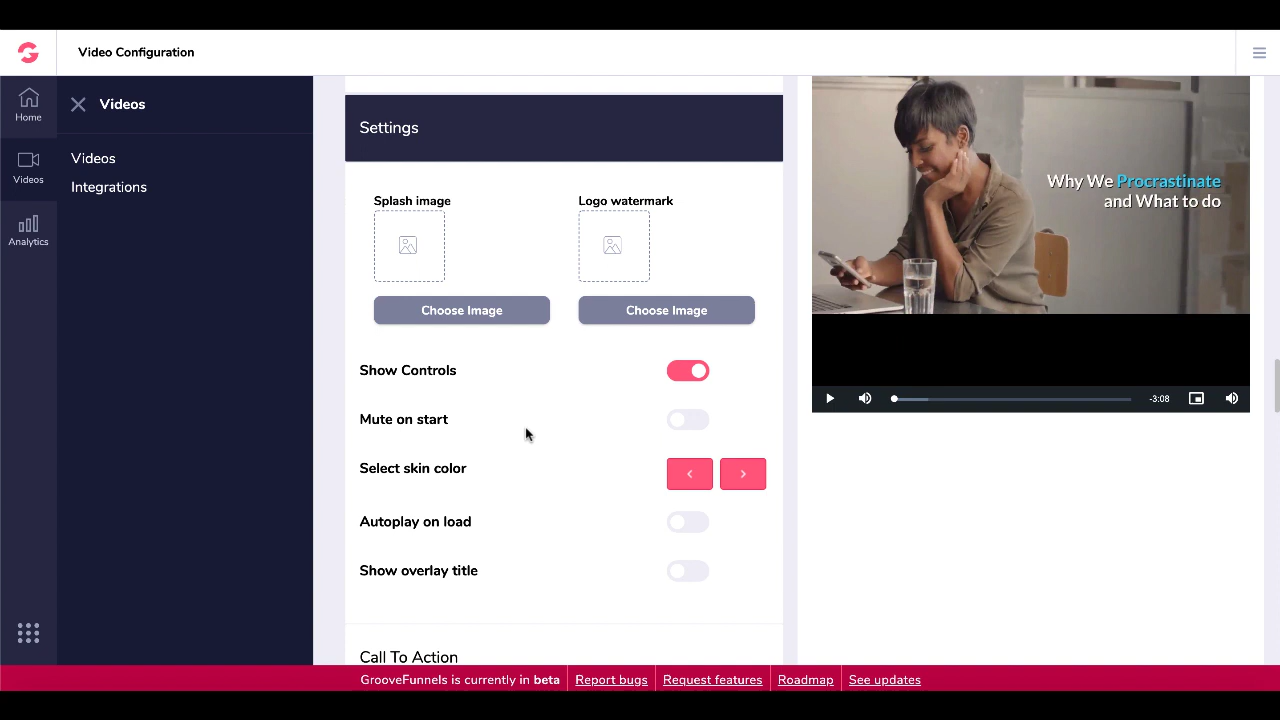 Video Configuration
Home
Videos
Analytics
Videos
Videos
Integrations
Settings
Splash image
Logo watermark
Choose Image
Choose Image
Show Controls
Mute on start
Select skin color
Autoplay on load
Show overlay title
Call To Action
Why We Procrastinate
and What to do
-3:08
GrooveFunnels is currently in beta
Report bugs
Request features
Roadmap
See updates